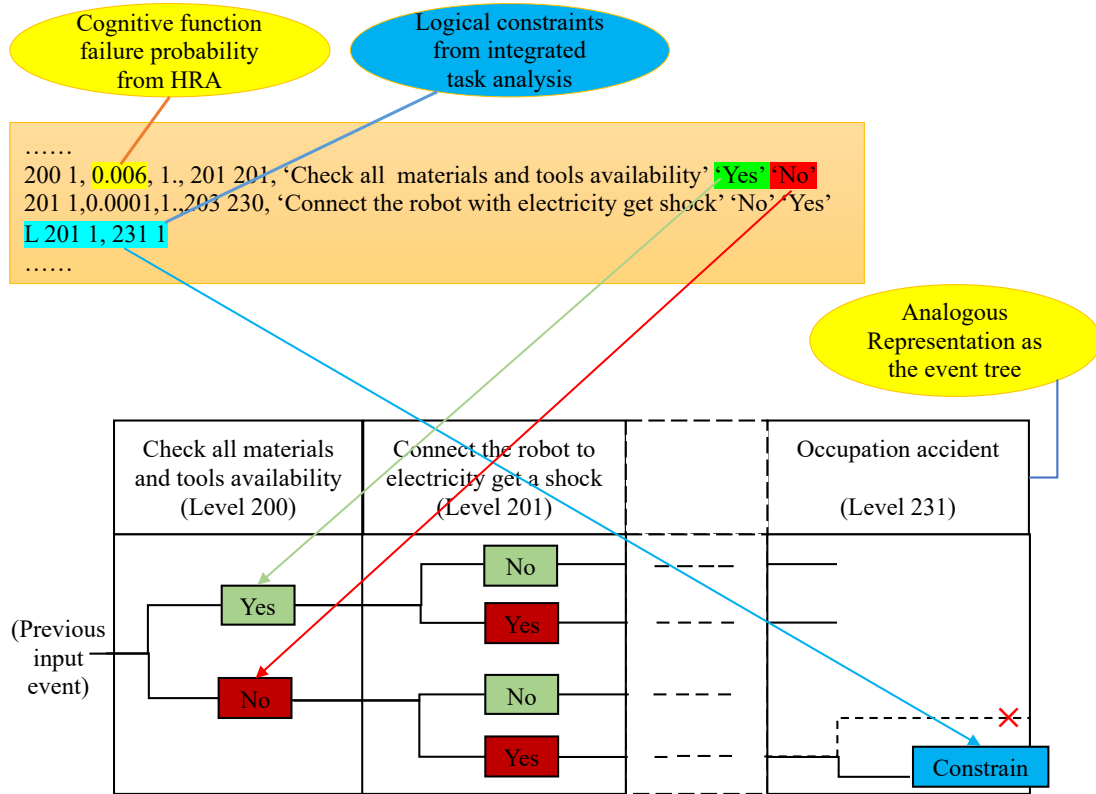 Cognitive function
failure probability
from HRA
Logical constraints
from integrated
task analysis
……
200 1, 0.006, 1., 201 201, ‘Check all  materials and tools availability’ ‘Yes’ ‘No’
201 1,0.0001,1.,203 230, ‘Connect the robot with electricity get shock’ ‘No’ ‘Yes’
L 201 1, 231 1
……
Analogous
Representation as
the event tree
Check all materials
and tools availability
(Level 200)
Connect the robot to
electricity get a shock
(Level 201)
Occupation accident
(Level 231)
(Previous
input
event)
Yes
No
No
Yes
No
Yes
Constrain